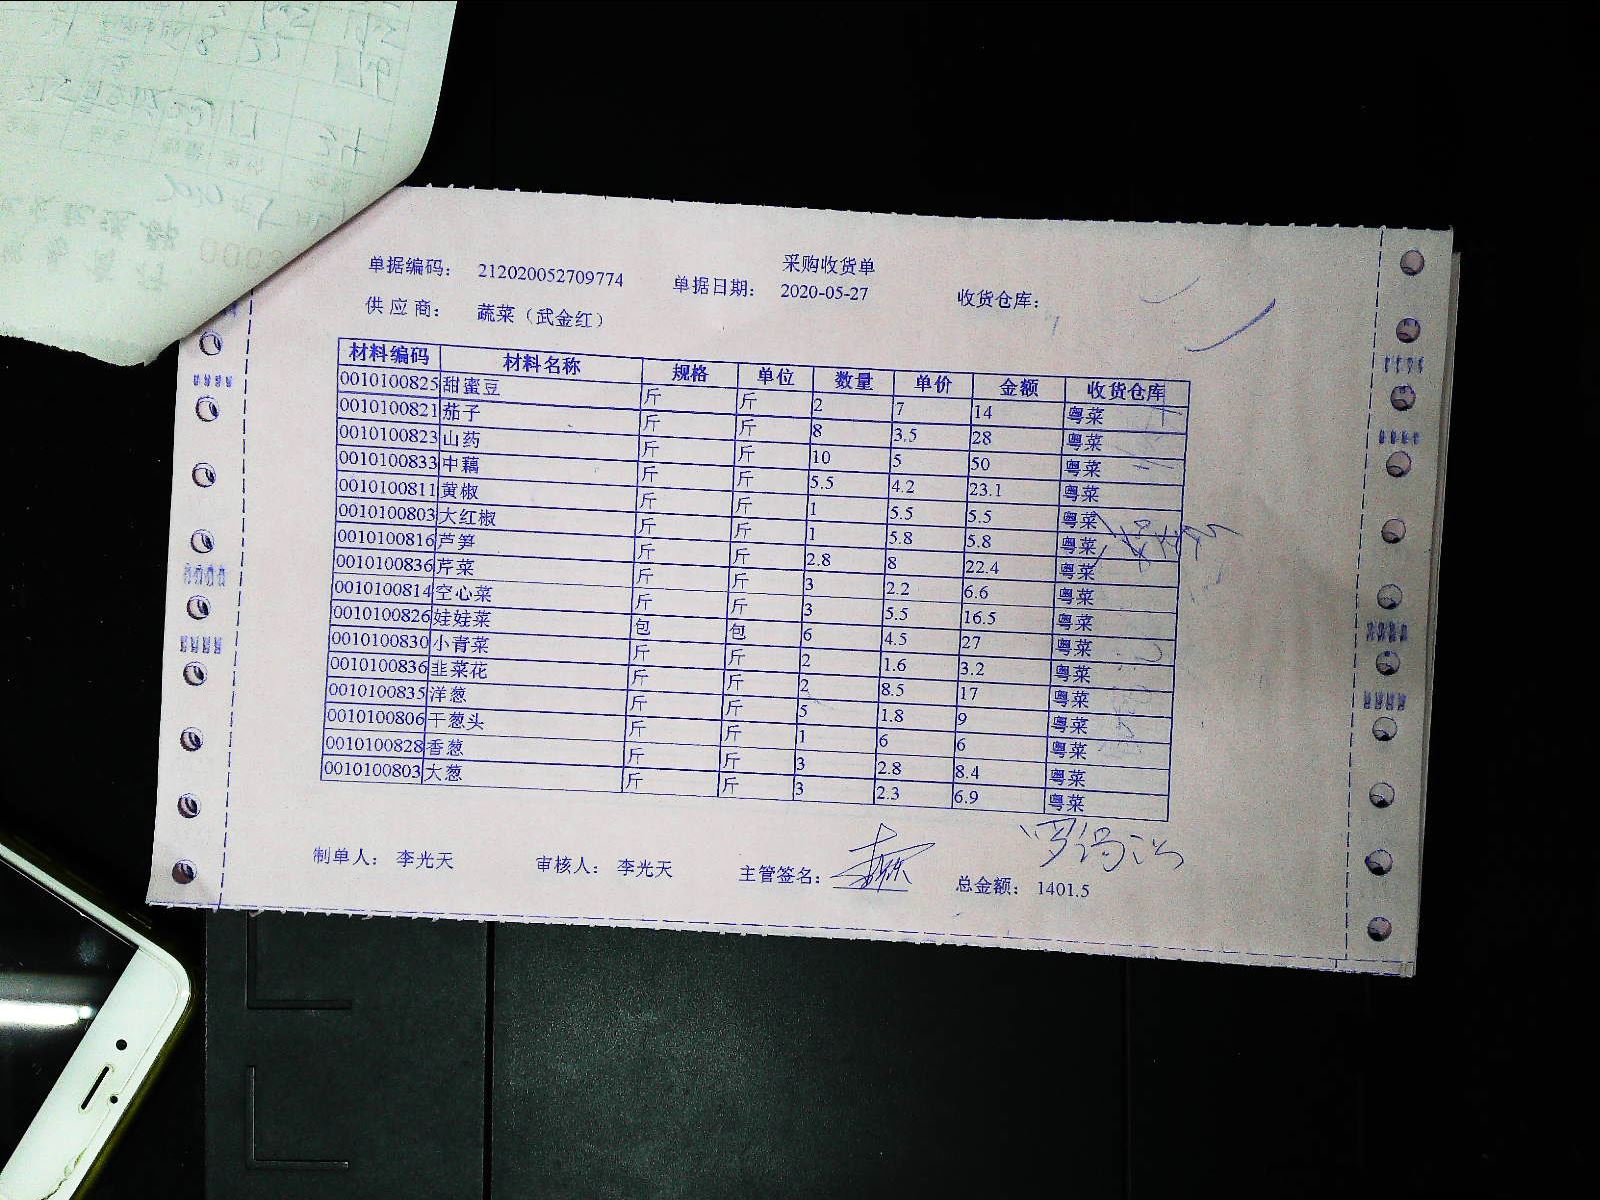 采购收货单
单据编码： 212020052709774 单据日期： 2020-05-27 收货仓库：
供应商： 蔬菜（武金红）
材料编码 材料名称 规格 单位 数量 单价 金额 收货仓库
0010100825 甜蜜豆 斤 斤 2 7 14 粤菜
0010100821 茄子 斤 斤 8 3.5 28 粤菜
0010100823 山药 斤 斤 10 5 50 粤菜
0010100833 中藕 斤 斤 5.5 4.2 23.1 粤菜
0010100811 黄椒 斤 斤 1 5.5 5.5 粤菜
0010100803 大红椒 斤 斤 1 5.8 5.8 粤菜
0010100816 芦笋 斤 斤 2.8 8 22.4 粤菜
0010100836 芹菜 斤 斤 3 2.2 6.6 粤菜
0010100814 空心菜 斤 斤 3 5.5 16.5 粤菜
0010100826 娃娃菜 包 包 6 4.5 27 粤菜
0010100830 小青菜 斤 斤 2 1.6 3.2 粤菜
0010100836 韭菜花 斤 斤 2 8.5 17 粤菜
0010100835 洋葱 斤 斤 5 1.8 9 粤菜
0010100806 干葱头 斤 斤 1 6 6 粤菜
0010100828 香葱 斤 斤 3 2.8 8.4 粤菜
0010100803 大葱 斤 斤 3 2.3 6.9 粤菜
制单人： 李光天 审核人： 李光天 主管签名： 总金额： 1401.5